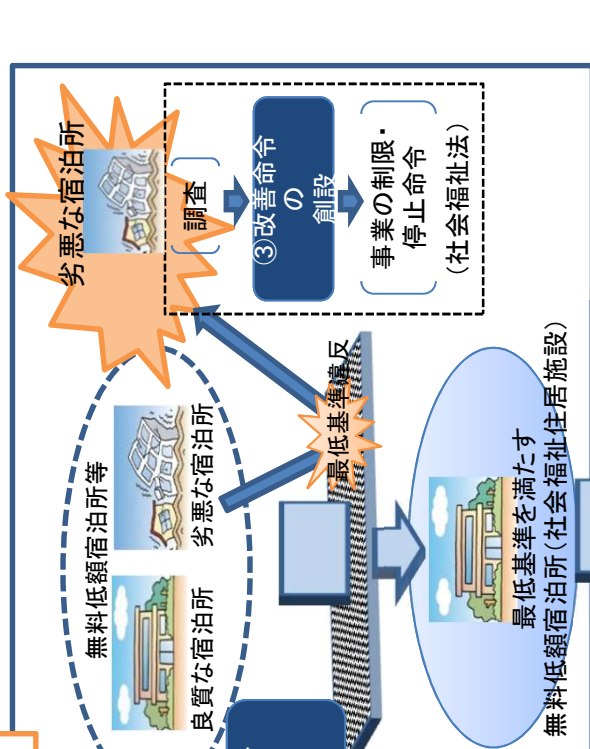 無料低額宿泊所等
良質な宿泊所
劣悪な宿泊所
最低基準違反
劣悪な宿泊所
調査
③改善命令
の
創設
事業の制限・
停止命令
(社会福祉法)
最低基準を満たす
無料低額宿泊所(社会福祉住居施設)